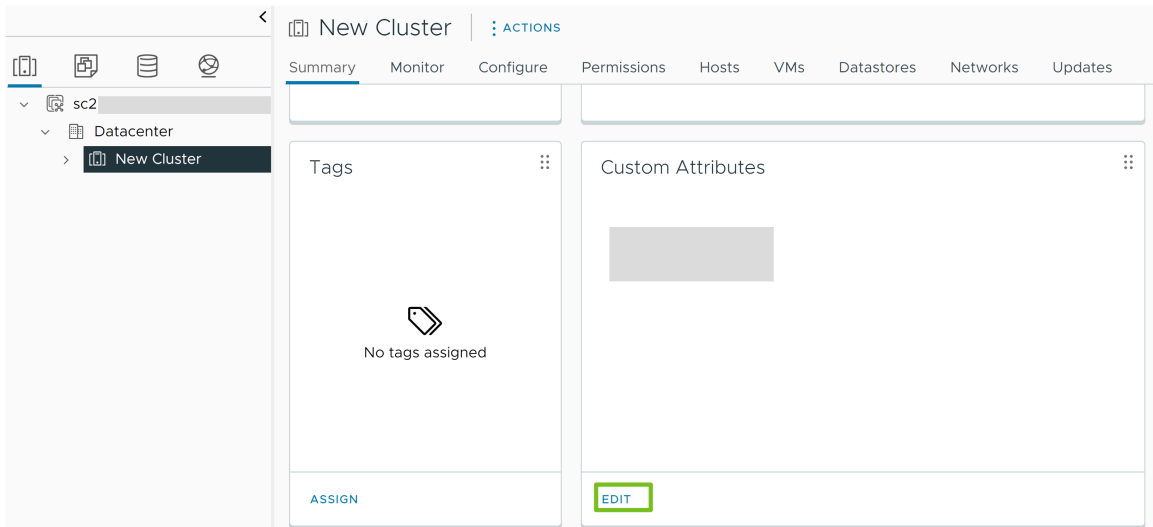 New Cluster
ACTIONS
Summary Monitor Configure Permissions Hosts VMs Datastores Networks Updates
sc2
Datacenter
New Cluster
Tags
Custom Attributes
No tags assigned
ASSIGN
EDIT